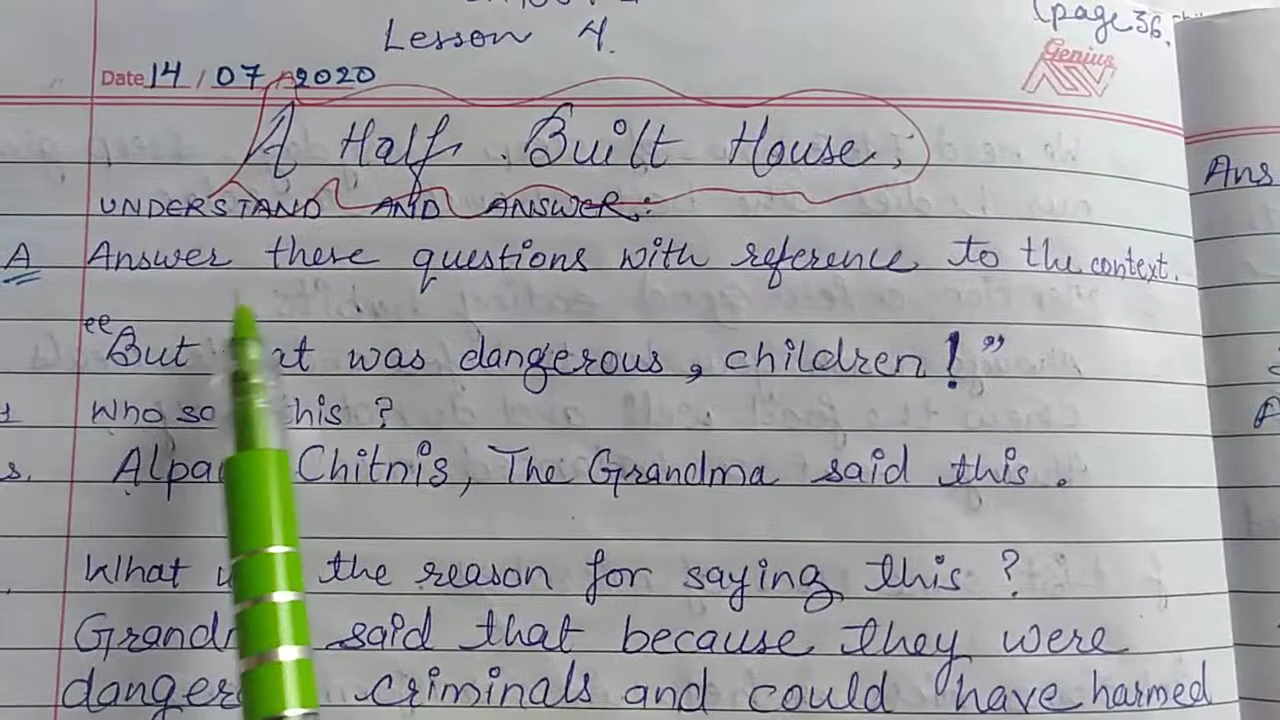 (page 36.
Lesson 4.
Genius
Date 14 / 07 / 2020
A Half Built House,
UNDERSTAND AND ANSWER:
A Answer these questions with reference to the context.
"But was dangerous, children!"
1 Who this?
s. Chitnis, The Grandma said this.
What the reason for saying this?
said that because they were
criminals and could have harmed
Ans